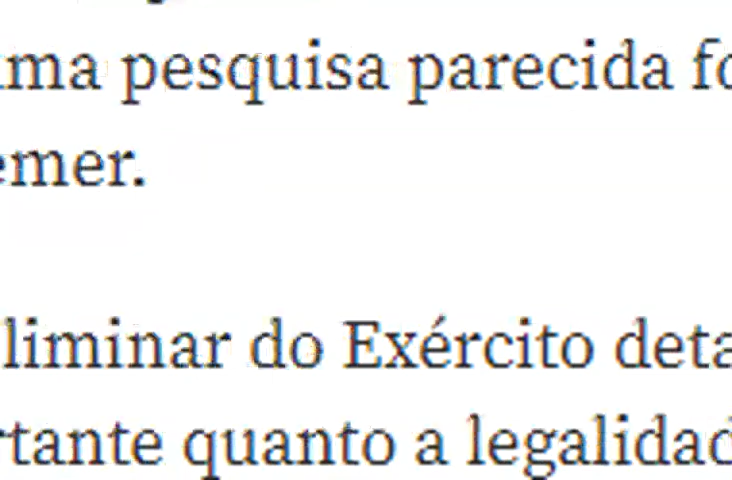 ma pesquisa parecida fo
emer.
liminar do Exército deta
rtante quanto a legalidad